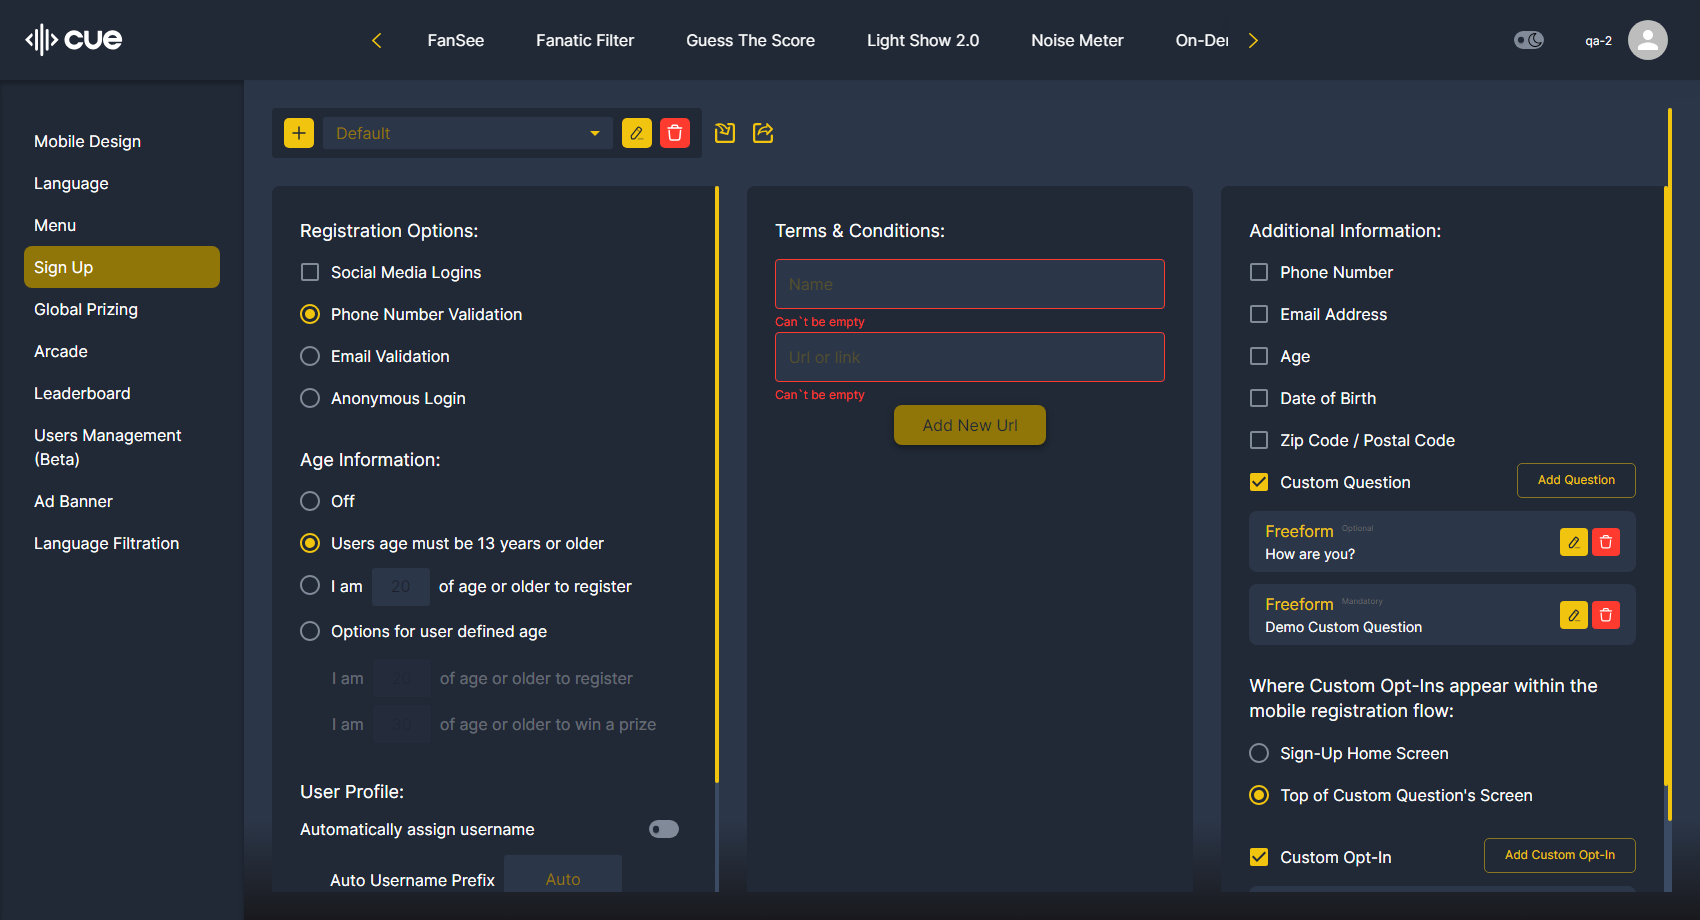 cue
FanSee
Fanatic Filter
Guess The Score
Light Show 2.0
Noise Meter
On-De
qa-2
Mobile Design
Language
Menu
Sign Up
Global Prizing
Arcade
Leaderboard
Users Management
(Beta)
Ad Banner
Language Filtration
Default
Registration Options:
Social Media Logins
Phone Number Validation
Email Validation
Anonymous Login
Age Information:
Off
Users age must be 13 years or older
I am 20 of age or older to register
Options for user defined age
I am 20 of age or older to register
I am 30 of age or older to win a prize
User Profile:
Automatically assign username
Auto Username Prefix Auto
Terms & Conditions:
Name
Can`t be empty
Url or link
Can`t be empty
Add New Url
Additional Information:
Phone Number
Email Address
Age
Date of Birth
Zip Code / Postal Code
Custom Question
Add Question
Freeform Optional
How are you?
Freeform Mandatory
Demo Custom Question
Where Custom Opt-Ins appear within the
mobile registration flow:
Sign-Up Home Screen
Top of Custom Question's Screen
Custom Opt-In
Add Custom Opt-In